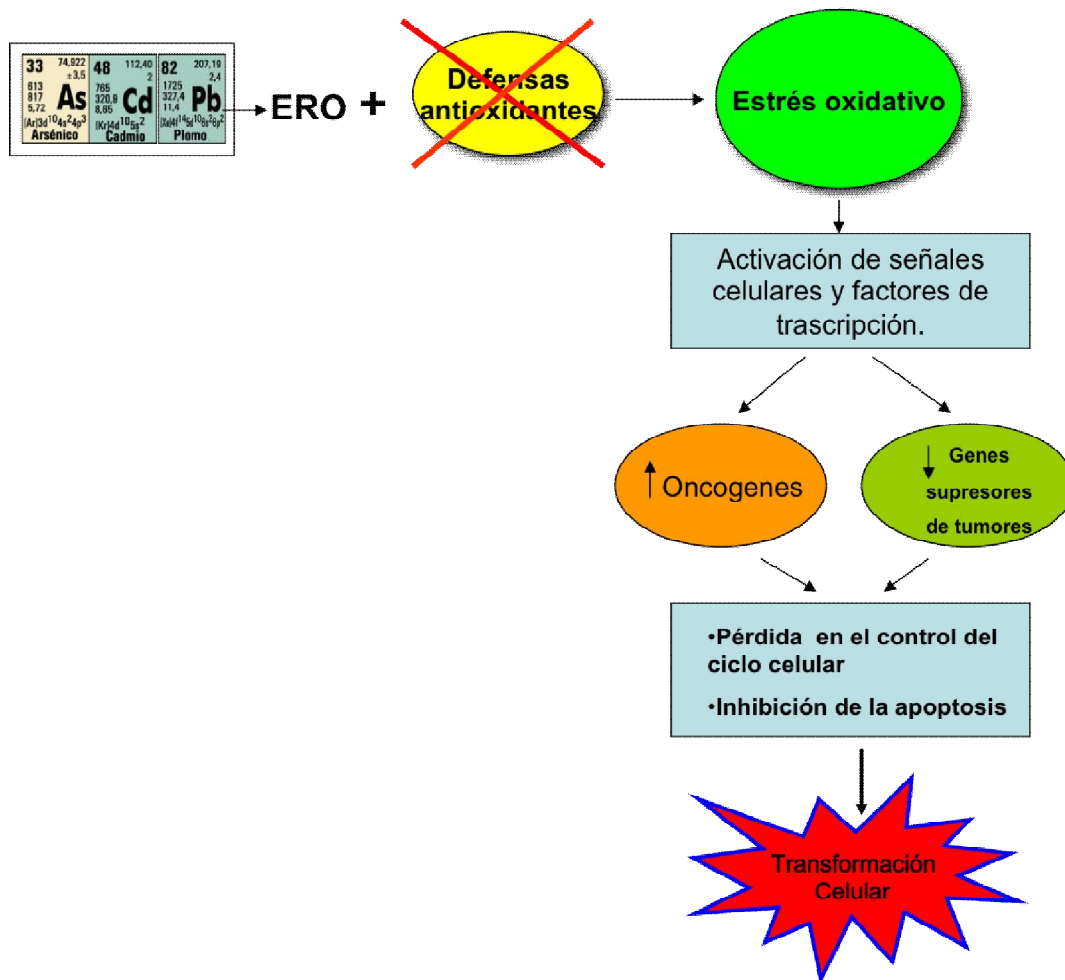 33 74,922
±3,5
613
817
5,72
As
[Ar]3d¹⁰4s²4p³
Arsénico
48 112,40
2
765
320,9
8,65
Cd
[Kr]4d¹⁰5s²
Cadmio
82 207,19
2,4
1725
327,4
11,4
Pb
[Xe]4f¹⁴5d¹⁰6s²6p²
Plomo
ERO +
Defensas
antioxidantes
Estrés oxidativo
Activación de señales
celulares y factores de
trascripción.
↑ Oncogenes
↓ Genes
supresores
de tumores
•Pérdida en el control del
ciclo celular
•Inhibición de la apoptosis
Transformación
Celular